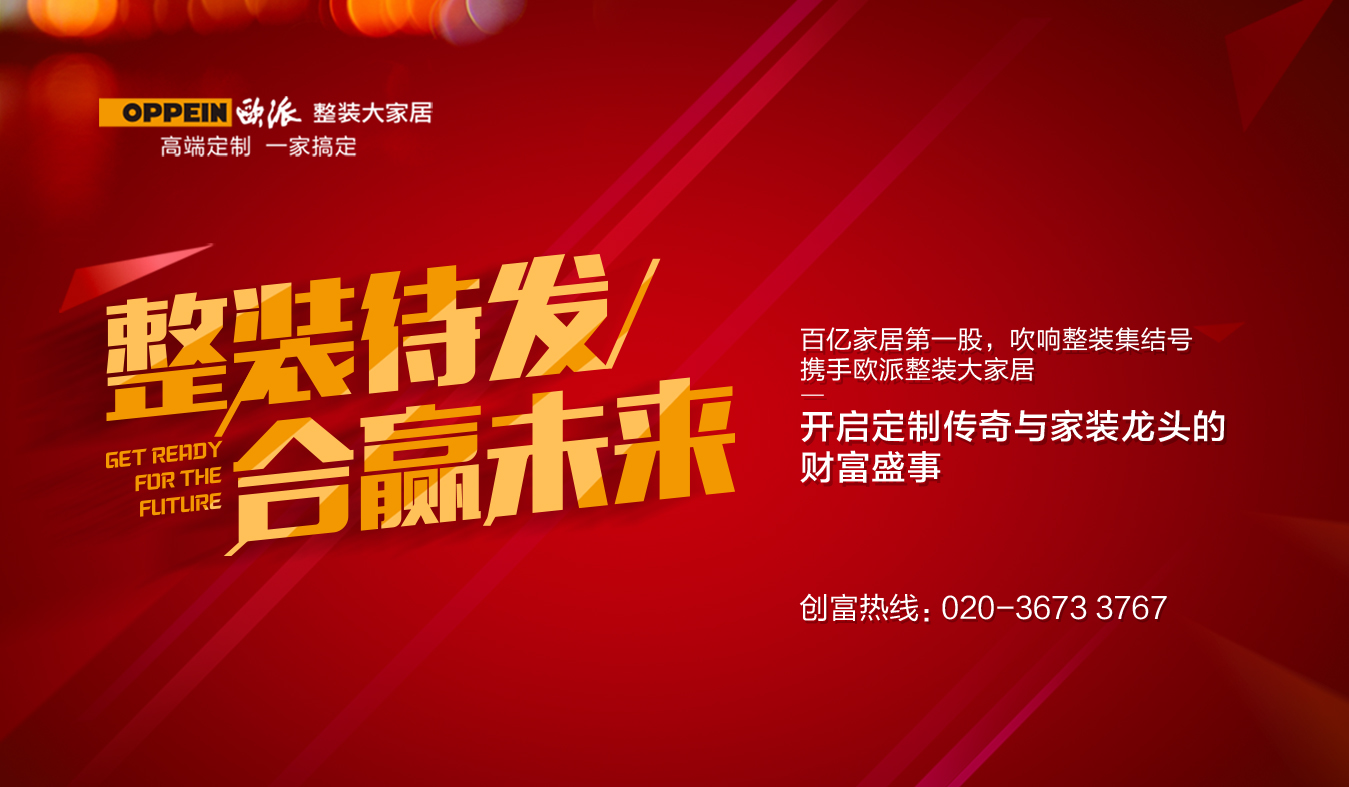 OPPEIN 欧派 整装大家居
高端定制 一家搞定
整装待发
合赢未来
GET READY
FOR THE
FUTURE
百亿家居第一股，吹响整装集结号
携手欧派整装大家居
开启定制传奇与家装龙头的
财富盛事
创富热线：020-3673 3767